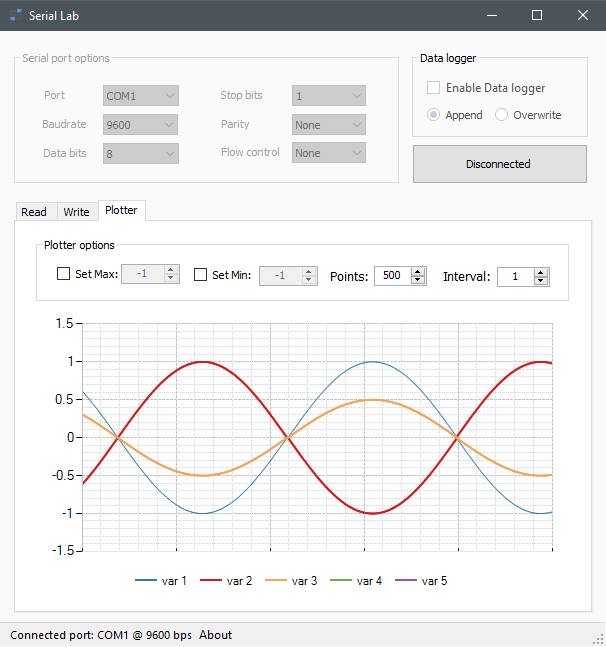 Serial Lab
Serial port options
Port COM1 Stop bits 1
Baudrate 9600 Parity None
Data bits 8 Flow control None
Data logger
Enable Data logger
Append Overwrite
Disconnected
Read Write Plotter
Plotter options
Set Max: -1 Set Min: -1 Points: 500 Interval: 1
1.5
1
0.5
0
-0.5
-1
-1.5
var 1 var 2 var 3 var 4 var 5
Connected port: COM1 @ 9600 bps About